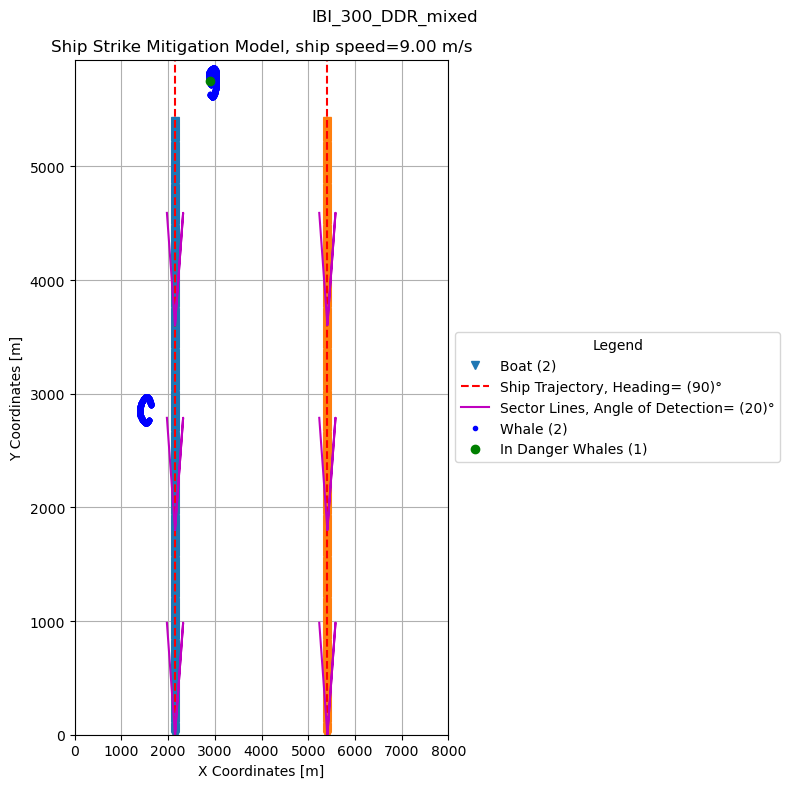 IBI_300_DDR_mixed
Ship Strike Mitigation Model, ship speed=9.00 m/s
5000
4000
3000
2000
1000
0
0 1000 2000 3000 4000 5000 6000 7000 8000
X Coordinates [m]
Y Coordinates [m]
Legend
Boat (2)
Ship Trajectory, Heading= (90)°
Sector Lines, Angle of Detection= (20)°
Whale (2)
In Danger Whales (1)